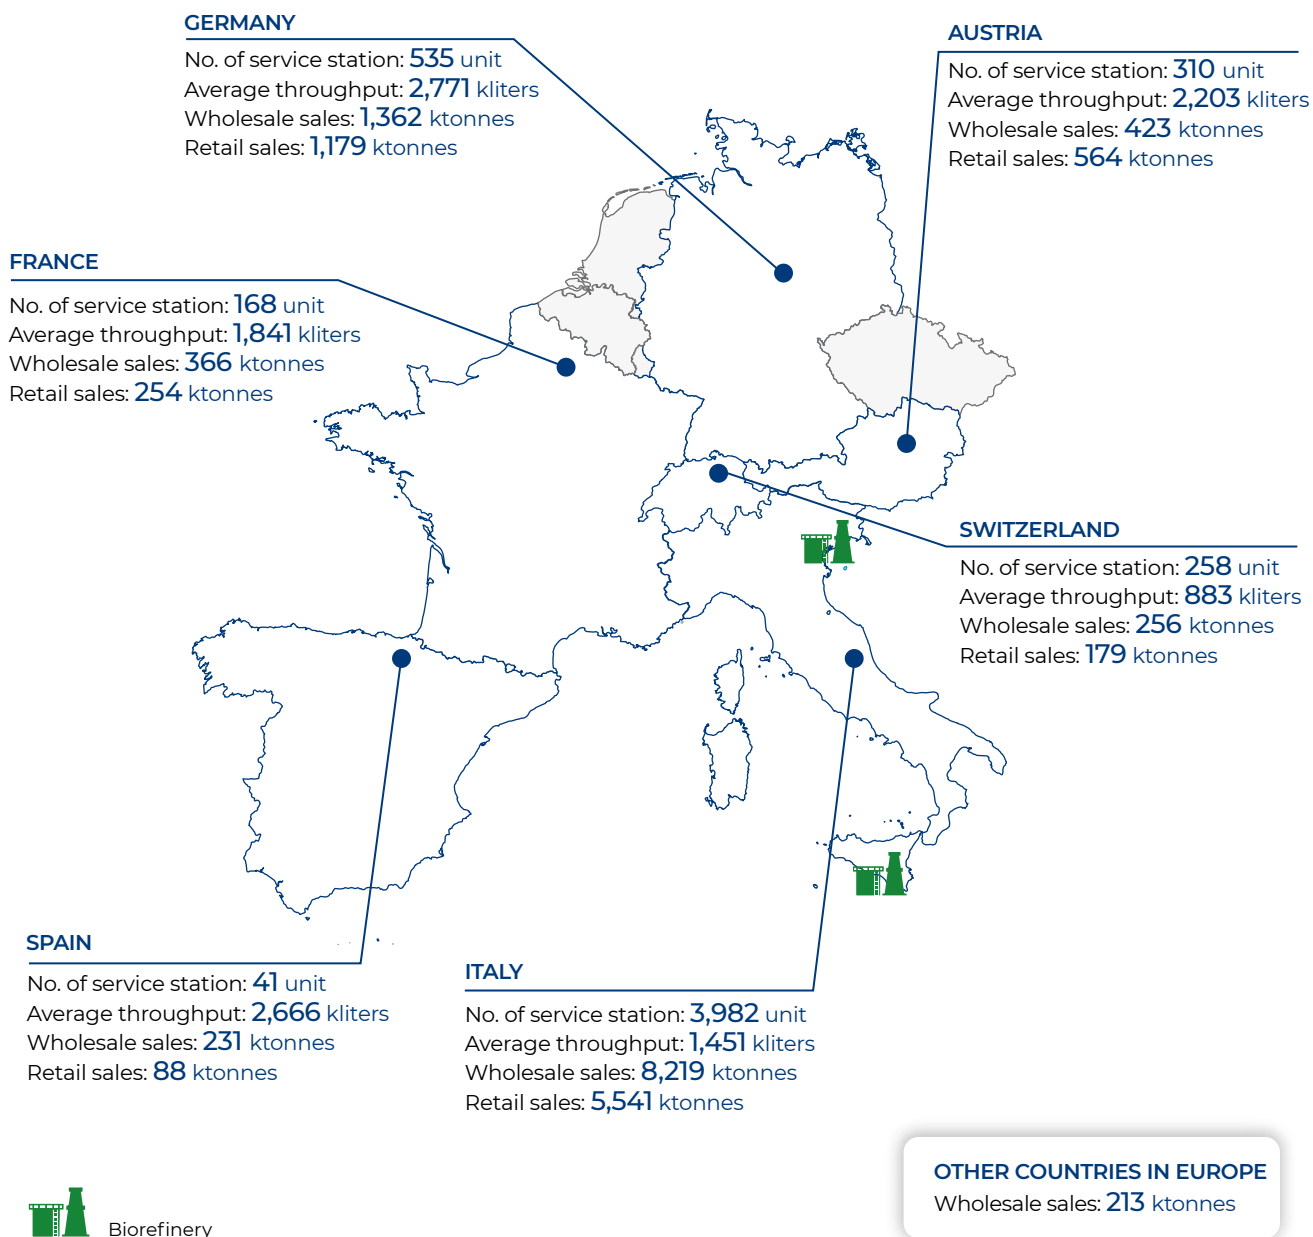 GERMANY
No. of service station: 535 unit
Average throughput: 2,771 kliters
Wholesale sales: 1,362 ktonnes
Retail sales: 1,179 ktonnes
AUSTRIA
No. of service station: 310 unit
Average throughput: 2,203 kliters
Wholesale sales: 423 ktonnes
Retail sales: 564 ktonnes
FRANCE
No. of service station: 168 unit
Average throughput: 1,841 kliters
Wholesale sales: 366 ktonnes
Retail sales: 254 ktonnes
SWITZERLAND
No. of service station: 258 unit
Average throughput: 883 kliters
Wholesale sales: 256 ktonnes
Retail sales: 179 ktonnes
SPAIN
No. of service station: 41 unit
Average throughput: 2,666 kliters
Wholesale sales: 231 ktonnes
Retail sales: 88 ktonnes
ITALY
No. of service station: 3,982 unit
Average throughput: 1,451 kliters
Wholesale sales: 8,219 ktonnes
Retail sales: 5,541 ktonnes
OTHER COUNTRIES IN EUROPE
Wholesale sales: 213 ktonnes
Biorefinery